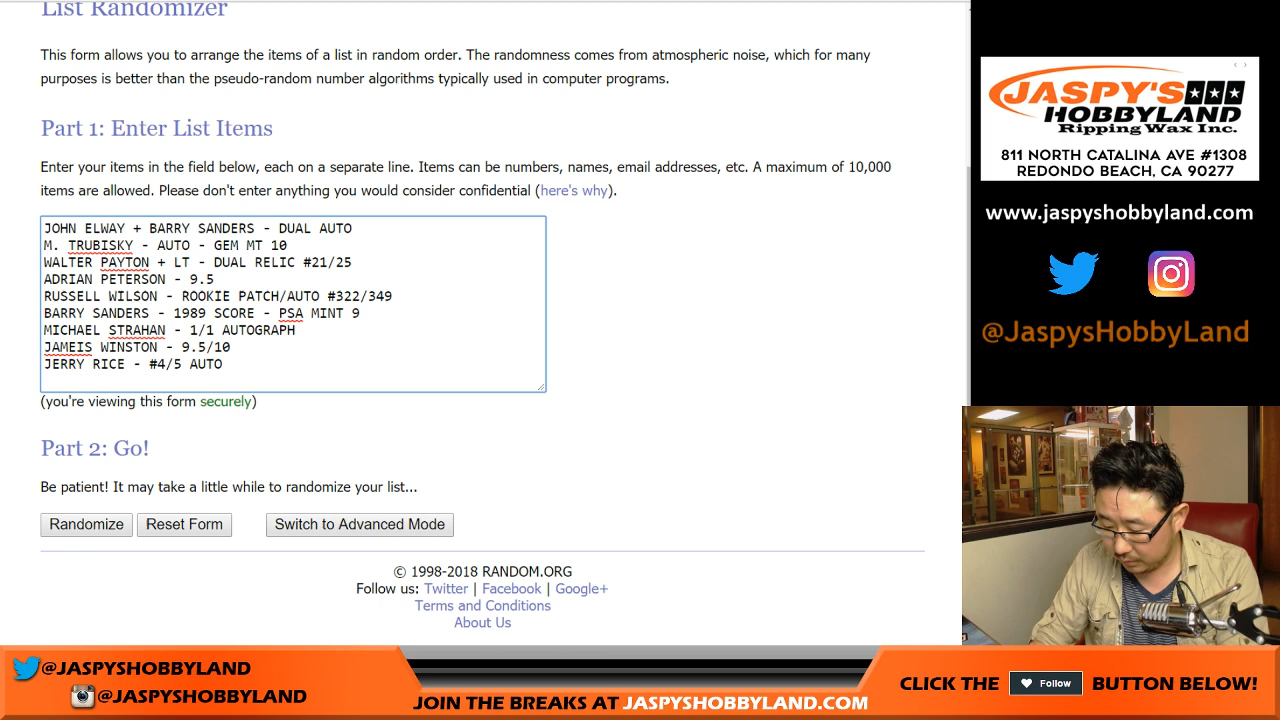 List Randomizer
This form allows you to arrange the items of a list in random order. The randomness comes from atmospheric noise, which for many
purposes is better than the pseudo-random number algorithms typically used in computer programs.
Part 1: Enter List Items
Enter your items in the field below, each on a separate line. Items can be numbers, names, email addresses, etc. A maximum of 10,000
items are allowed. Please don't enter anything you would consider confidential (here's why).
JOHN ELWAY + BARRY SANDERS - DUAL AUTO
M. TRUBISKY - AUTO - GEM MT 10
WALTER PAYTON + LT - DUAL RELIC #21/25
ADRIAN PETERSON - 9.5
RUSSELL WILSON - ROOKIE PATCH/AUTO #322/349
BARRY SANDERS - 1989 SCORE - PSA MINT 9
MICHAEL STRAHAN - 1/1 AUTOGRAPH
JAMEIS WINSTON - 9.5/10
JERRY RICE - #4/5 AUTO
(you're viewing this form securely)
Part 2: Go!
Be patient! It may take a little while to randomize your list...
Randomize Reset Form Switch to Advanced Mode
© 1998-2018 RANDOM.ORG
Follow us: Twitter | Facebook | Google+
Terms and Conditions
About Us
JASPY'S
HOBBYLAND
Ripping Wax Inc.
811 NORTH CATALINA AVE #1308
REDONDO BEACH, CA 90277
www.jaspyshobbyland.com
@JaspysHobbyLand
@JASPYSHOBBYLAND
@JASPYSHOBBYLAND
JOIN THE BREAKS AT JASPYSHOBBYLAND.COM
CLICK THE Follow BUTTON BELOW!